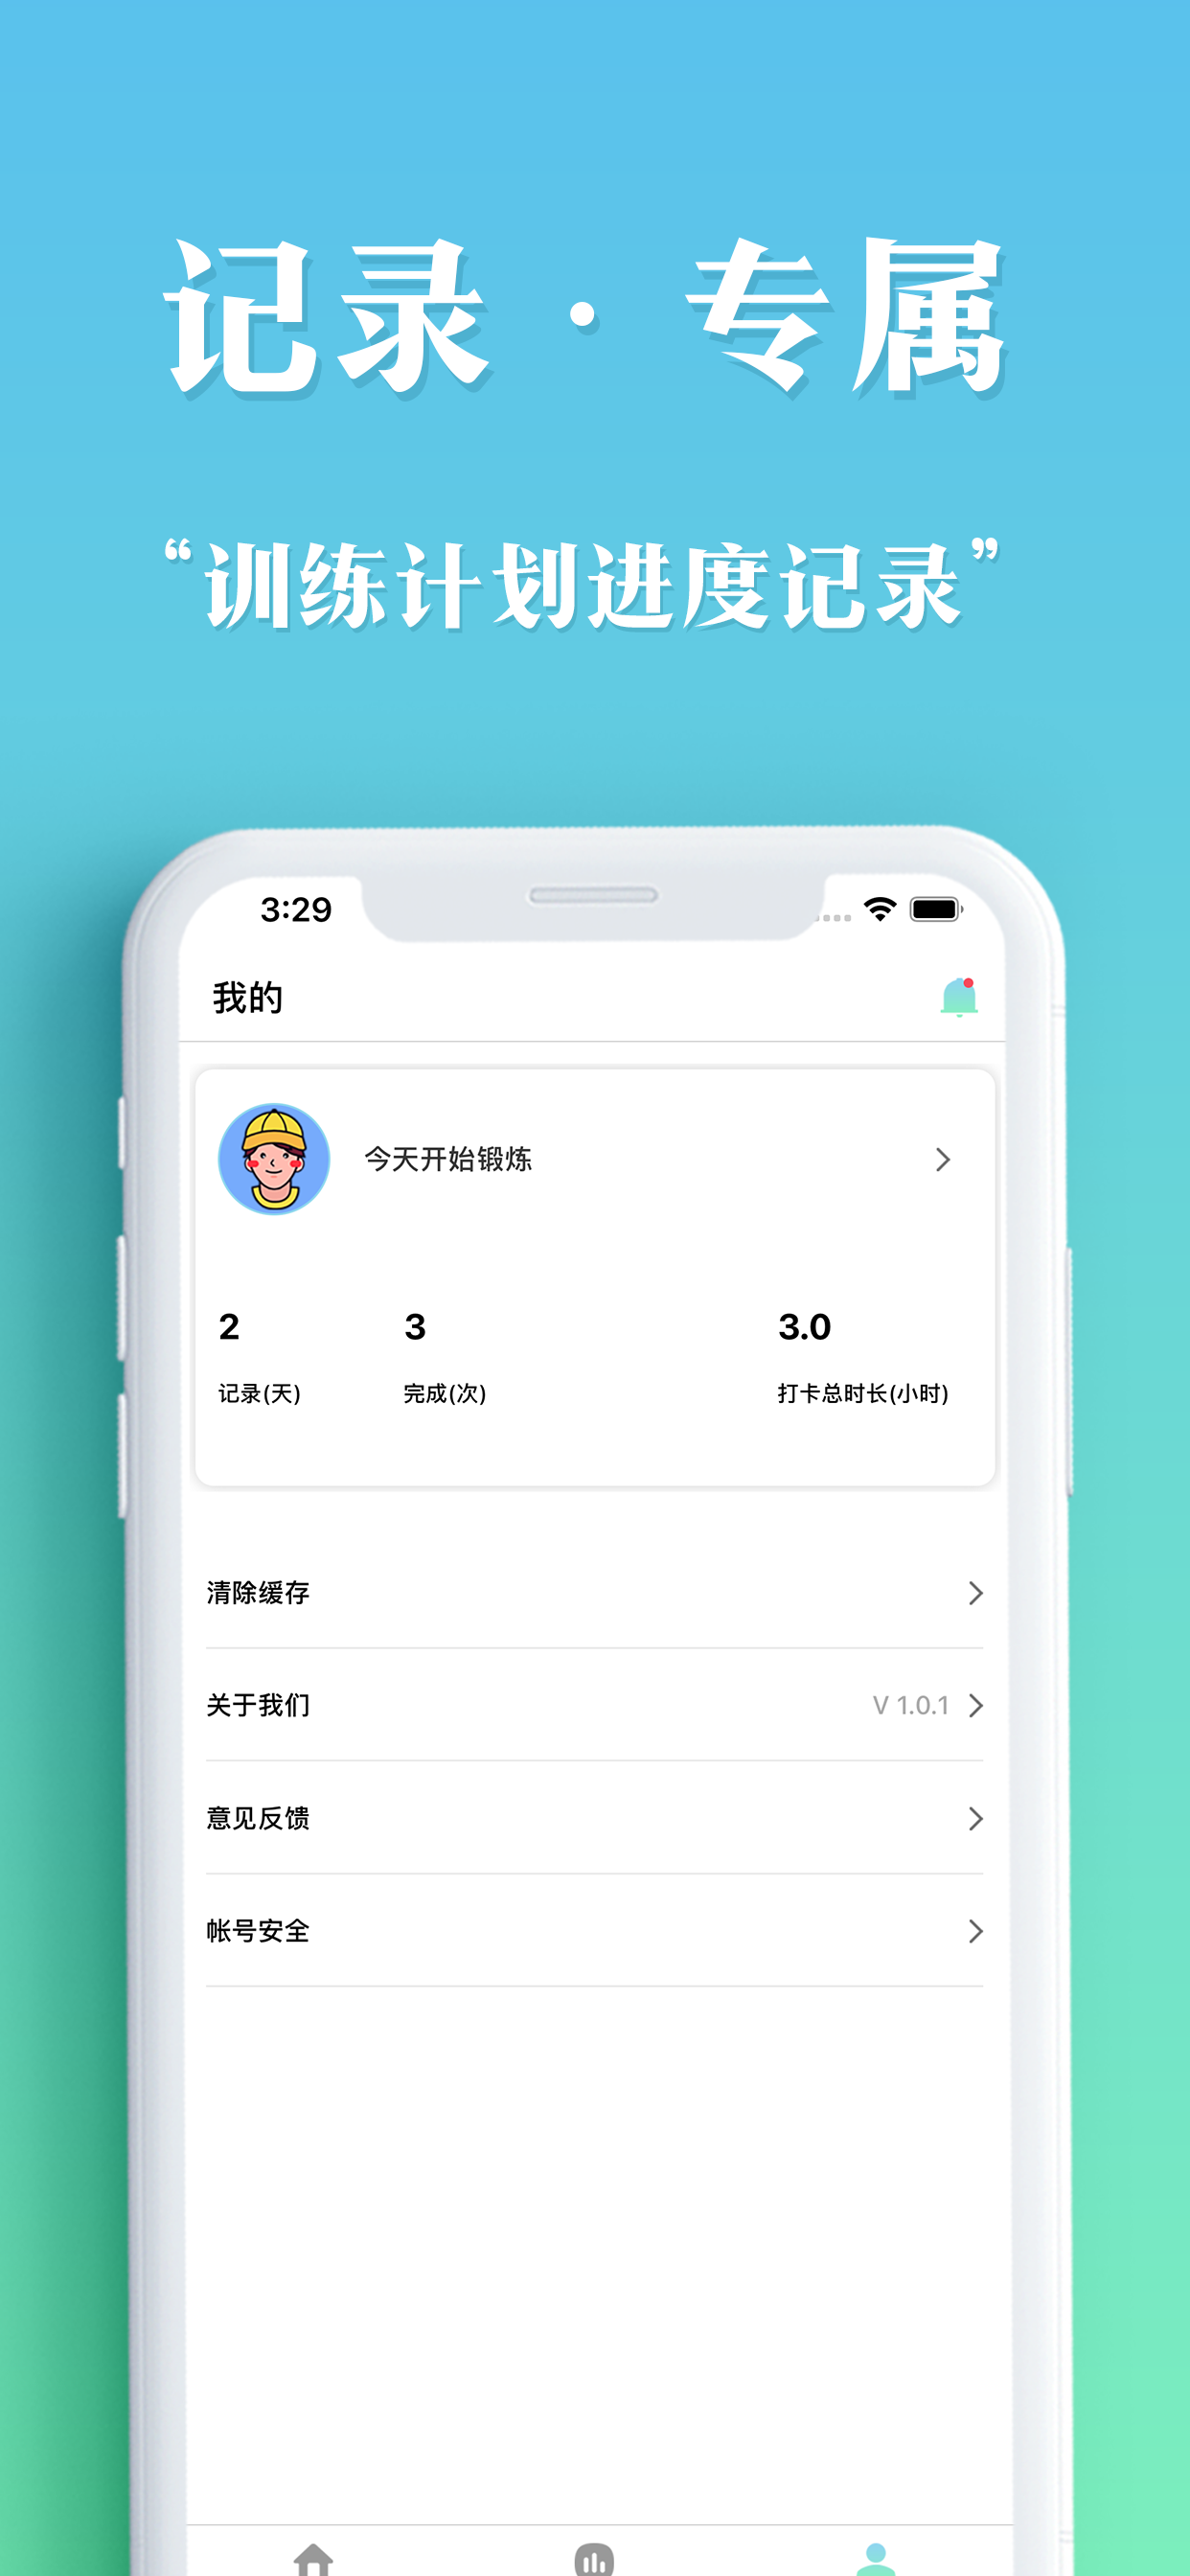 记录 · 专属
“训练计划进度记录”
3:29
我的
今天开始锻炼
2 3 3.0
记录(天) 完成(次) 打卡总时长(小时)
清除缓存
关于我们 V 1.0.1
意见反馈
帐号安全